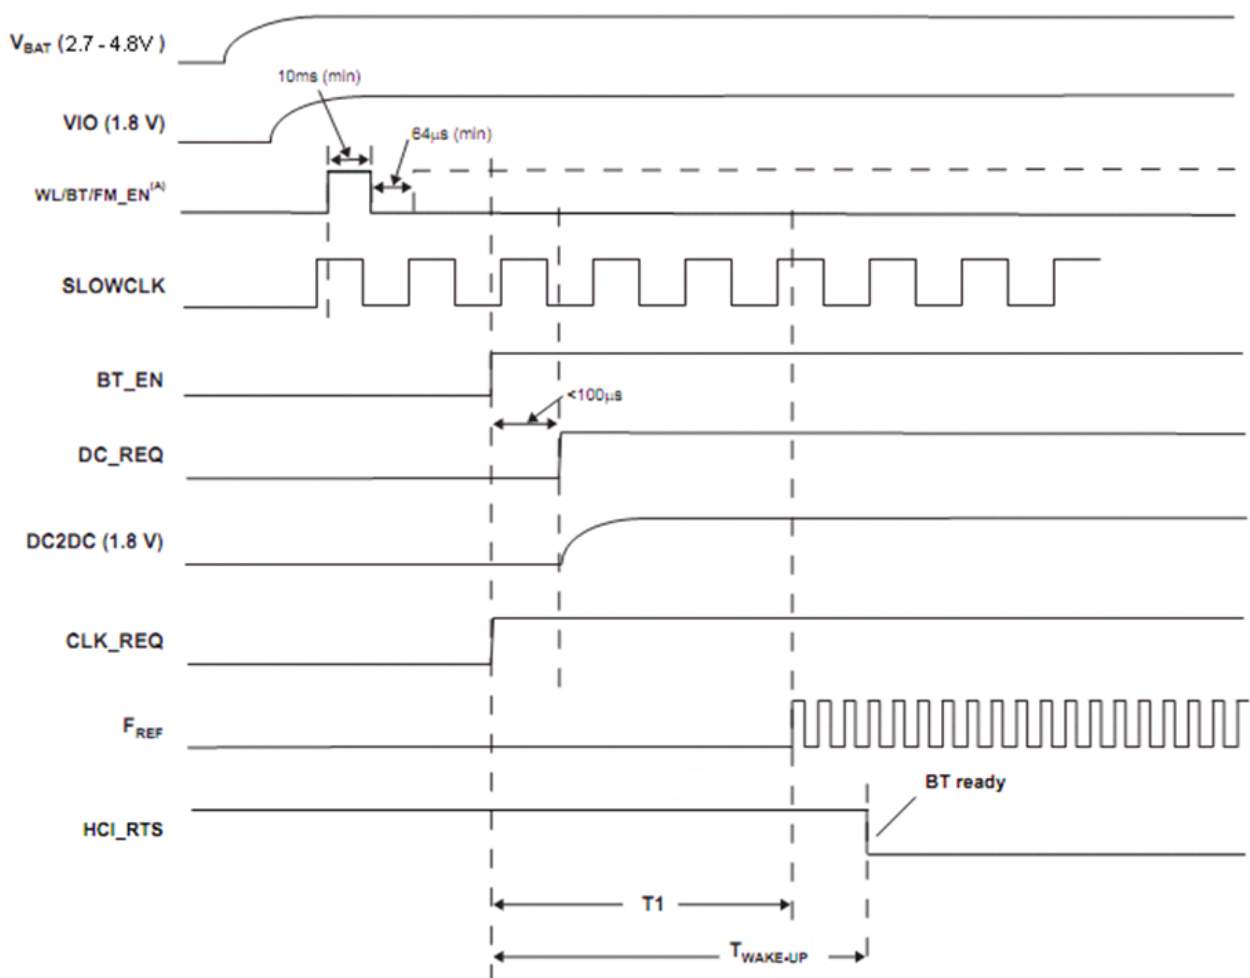 VBAT (2.7 - 4.8V )
10ms (min)
VIO (1.8 V)
64µs (min)
WL/BT/FM_EN(A)
SLOWCLK
BT_EN
<100µs
DC_REQ
DC2DC (1.8 V)
CLK_REQ
FREF
BT ready
HCI_RTS
T1
TWAKE-UP